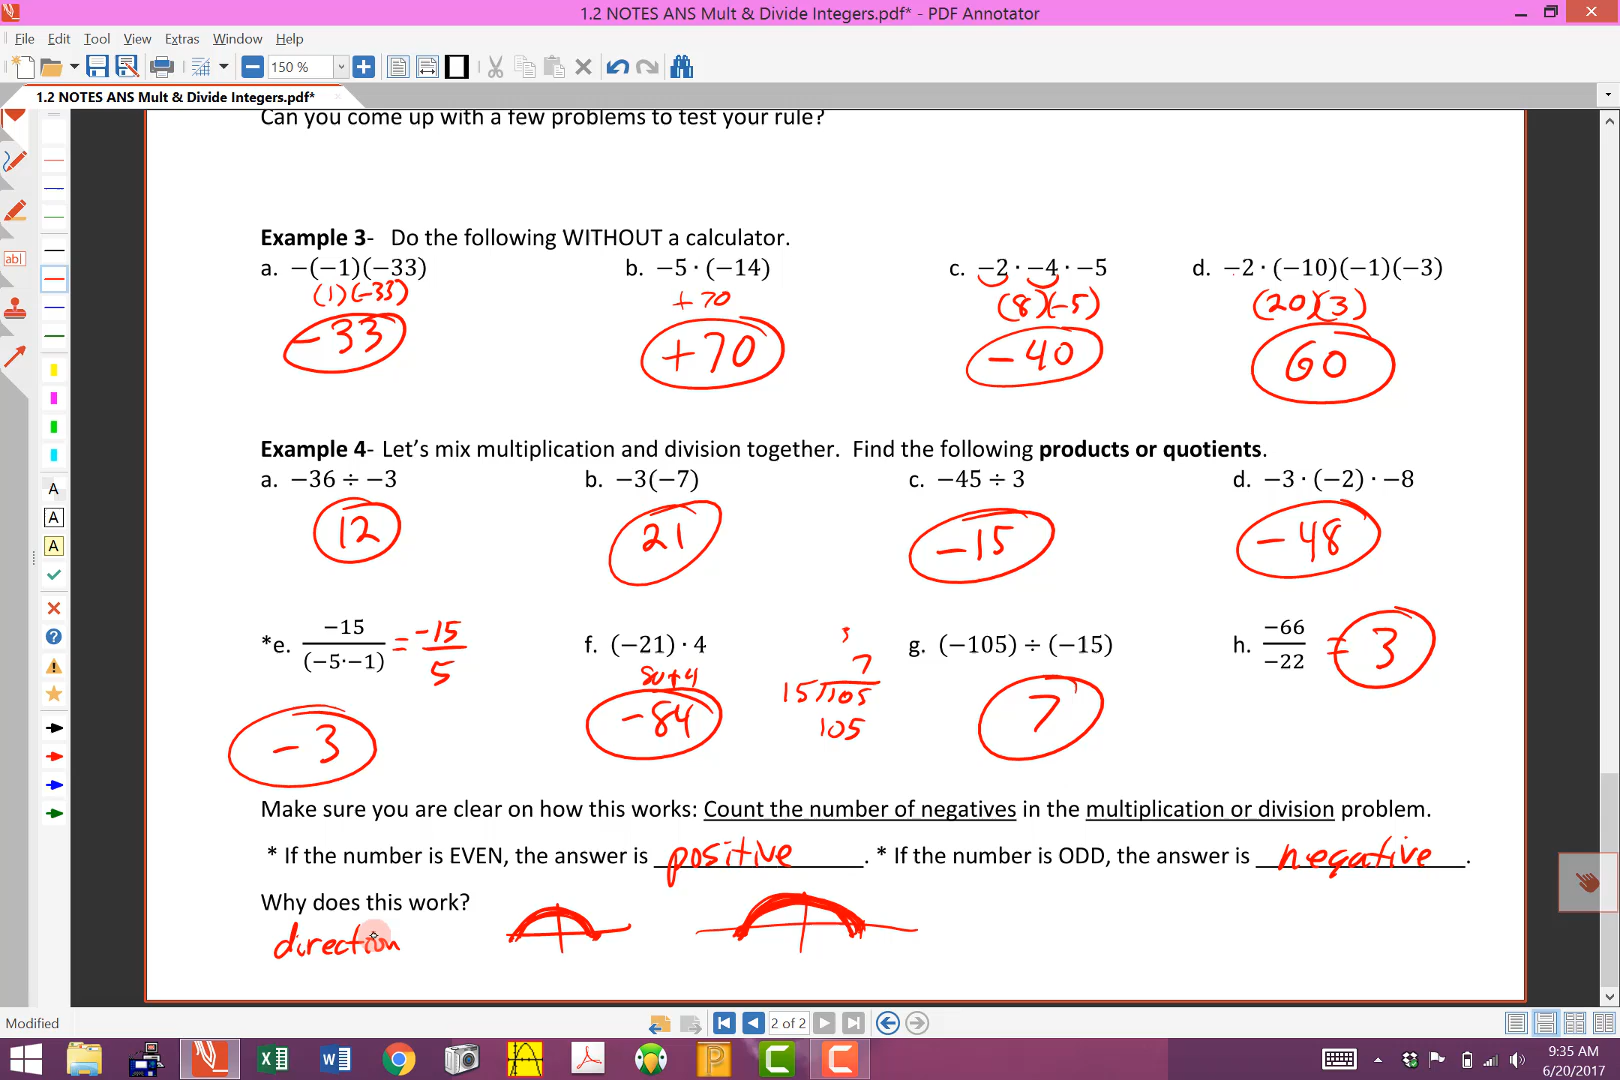 1.2 NOTES ANS Mult & Divide Integers.pdf* - PDF Annotator
File Edit Tool View Extras Window Help
150 %
1.2 NOTES ANS Mult & Divide Integers.pdf*
Can you come up with a few problems to test your rule?
Example 3- Do the following WITHOUT a calculator.
a. −(−1)(−33) b. −5 · (−14) c. −2 · −4 · −5 d. −2 · (−10)(−1)(−3)
(1)(-33) +70 (8)(-5) (20)(3)
-33 +70 -40 60
Example 4- Let's mix multiplication and division together. Find the following products or quotients.
a. −36 ÷ −3 b. −3(−7) c. −45 ÷ 3 d. −3 · (−2) · −8
12 21 -15 -48
*e. −15/(−5·−1) = -15/5 f. (−21) · 4 g. (−105) ÷ (−15) h. −66/−22 = 3
80+4 7
15)105
-3 -84 105 7
Make sure you are clear on how this works: Count the number of negatives in the multiplication or division problem.
* If the number is EVEN, the answer is positive. * If the number is ODD, the answer is negative.
Why does this work?
direction
Modified 2 of 2
9:35 AM
6/20/2017